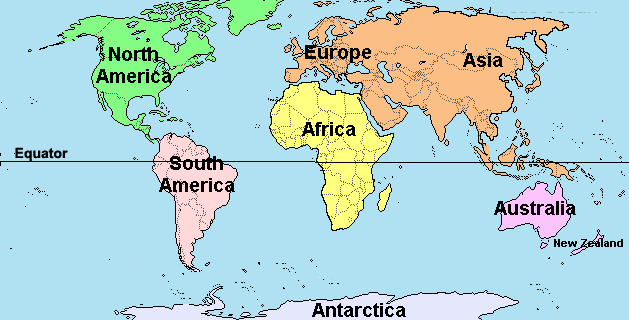 North
America
Europe
Asia
Africa
Equator
South
America
Australia
New Zealand
Antarctica